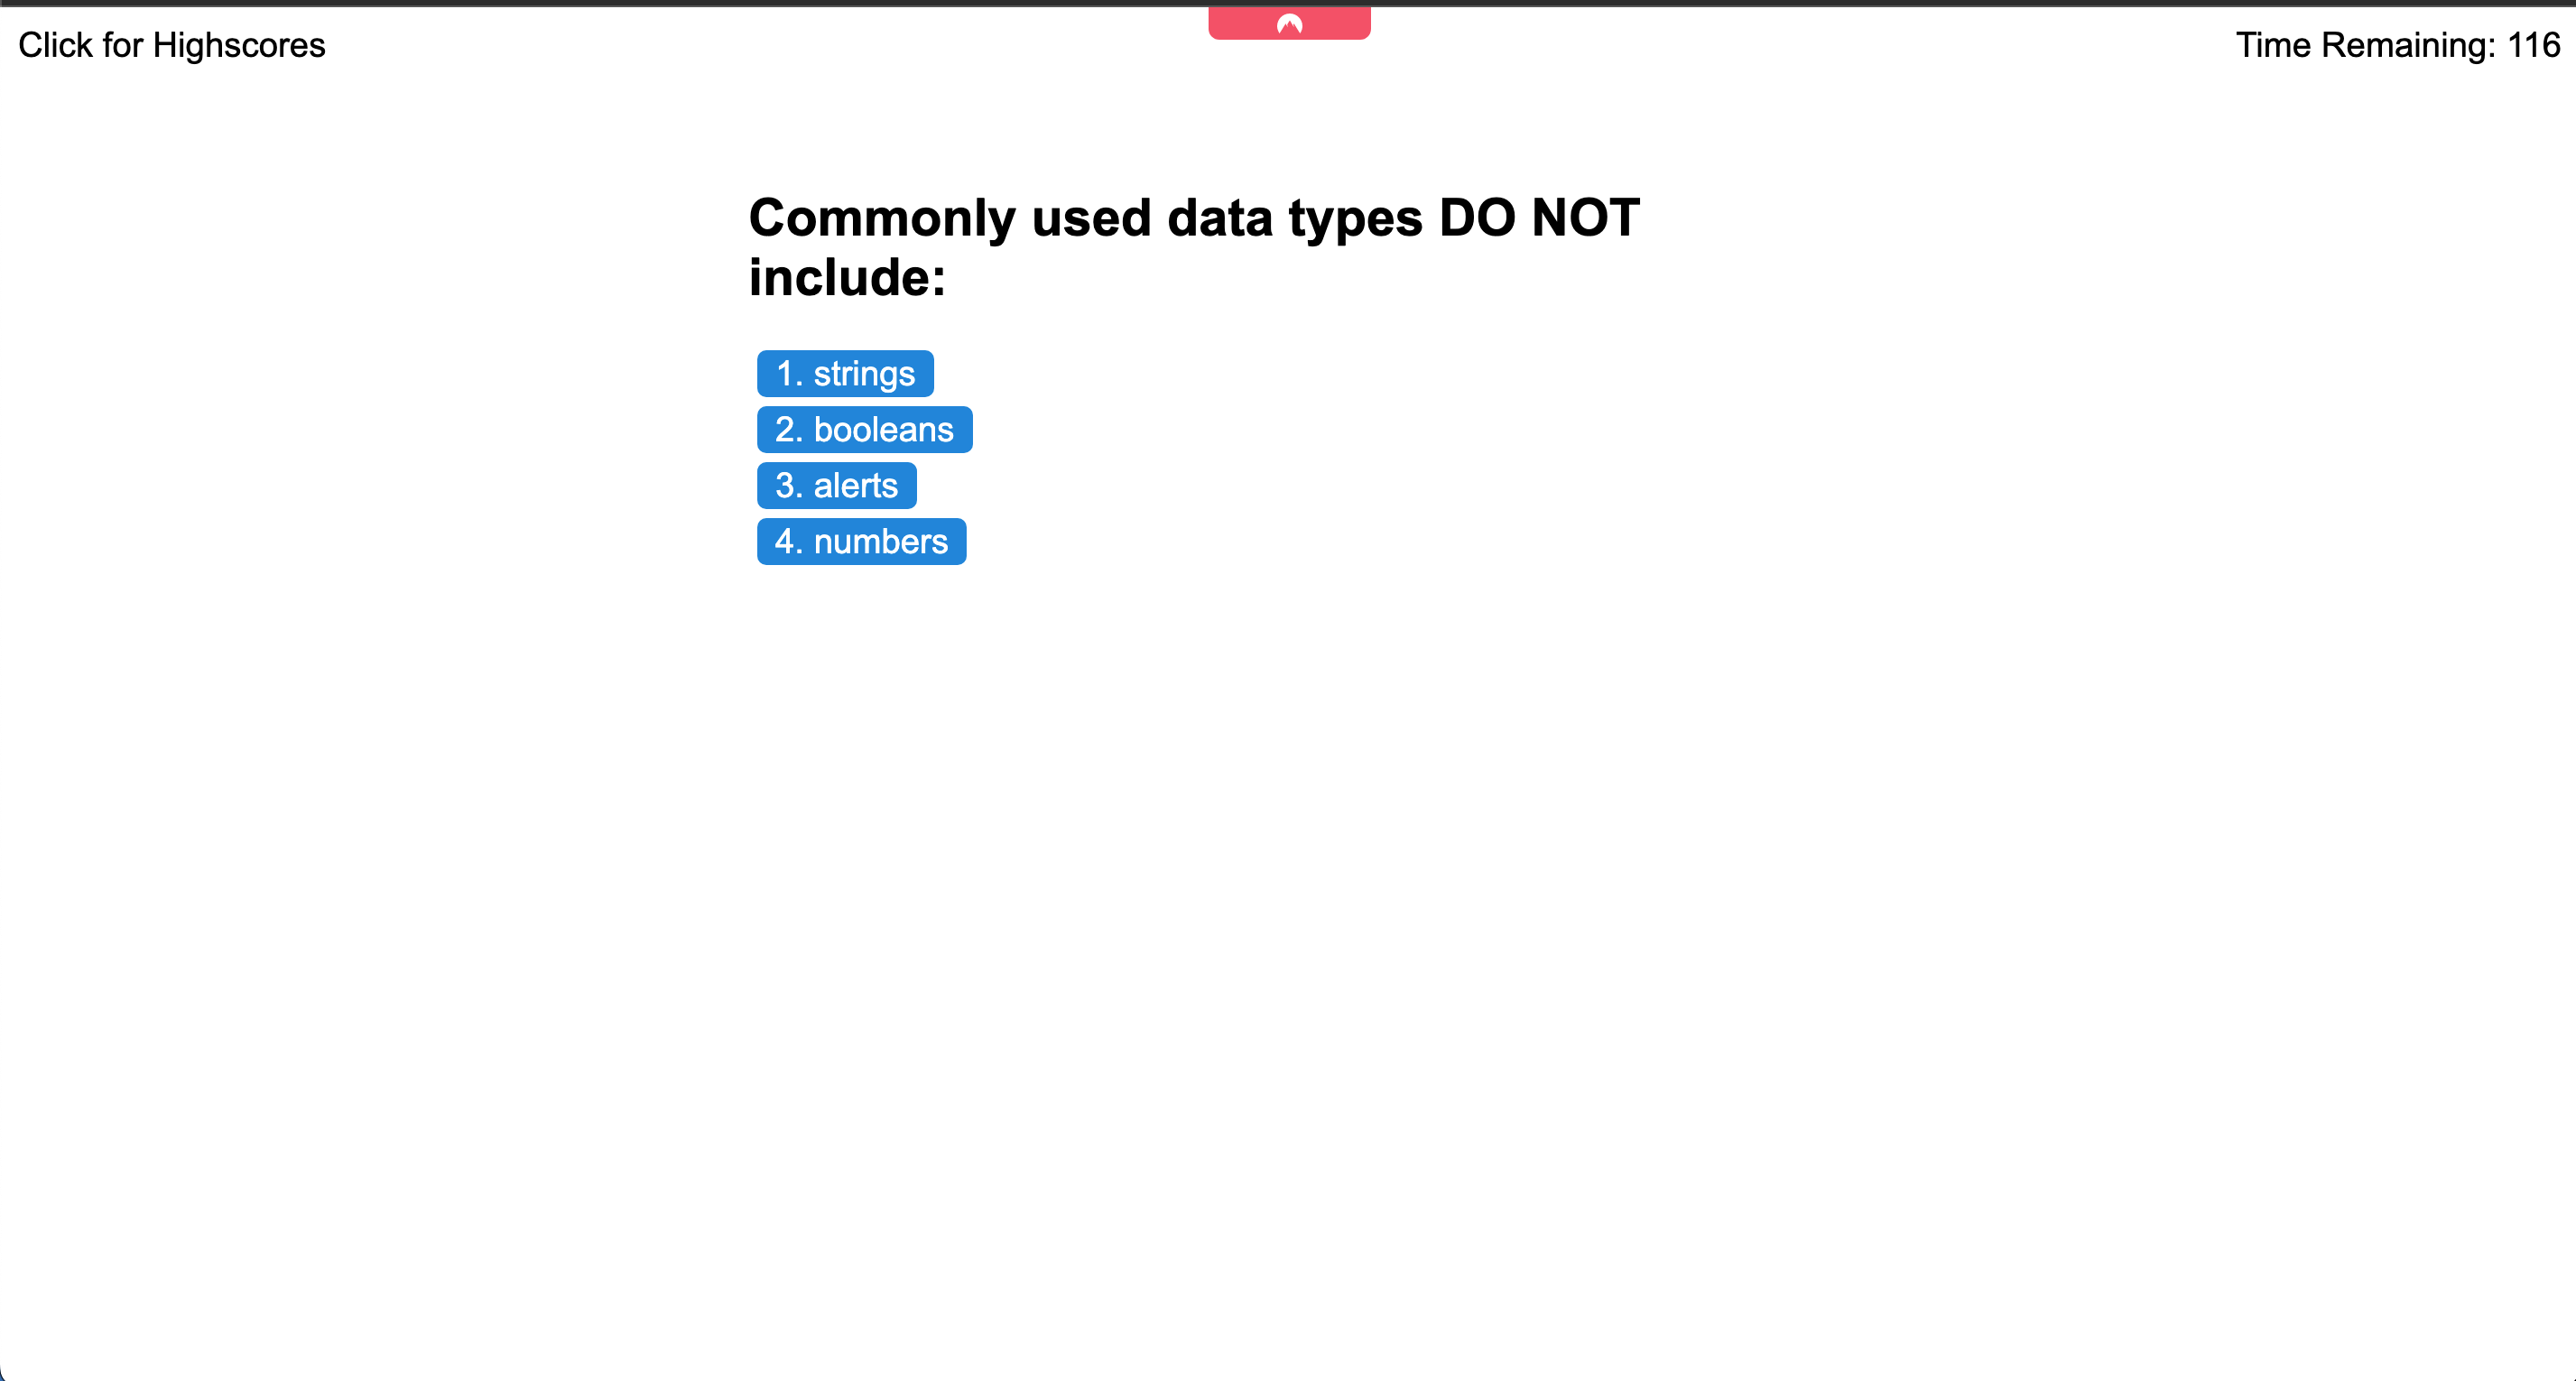 Click for Highscores
Time Remaining: 116
Commonly used data types DO NOT
include:
1. strings
2. booleans
3. alerts
4. numbers